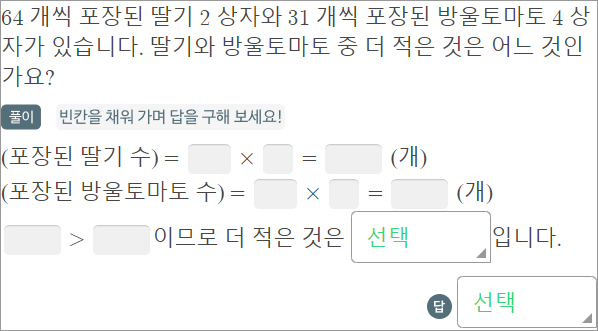 64 개씩 포장된 딸기 2 상자와 31 개씩 포장된 방울토마토 4 상
자가 있습니다. 딸기와 방울토마토 중 더 적은 것은 어느 것인
가요?
풀이 빈칸을 채워 가며 답을 구해 보세요!
(포장된 딸기 수) = × = (개)
(포장된 방울토마토 수) = × = (개)
> 이므로 더 적은 것은 선택 입니다.
답 선택